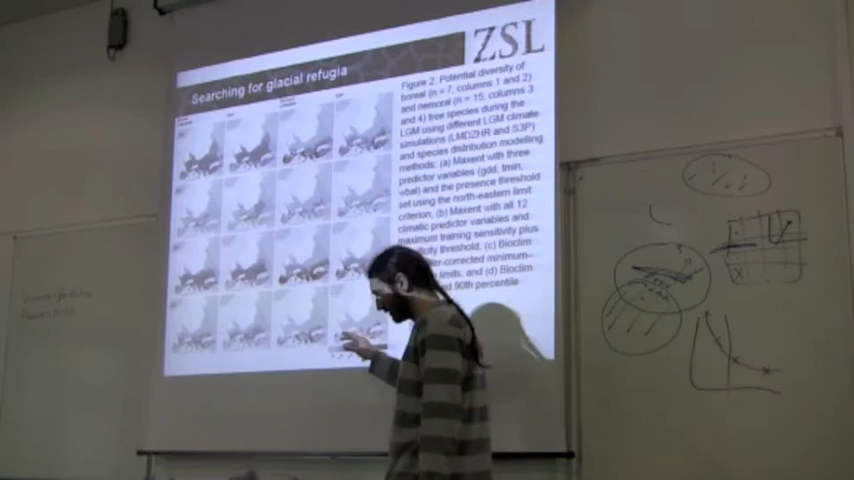 ZSL
Searching for glacial refugia
Figure 2. Potential diversity of
boreal (n = 7, columns 1 and 2)
and nemoral (n = 15, columns 3
and 4) tree species during the
LGM using different LGM climate
simulations (LMDZHR and S3P)
and species distribution modelling
methods: (a) Maxent with three
predictor variables (gdd, tmin,
wbal) and the presence threshold
set using the north-eastern limit
criterion; (b) Maxent with all 12
climatic predictor variables and
maximum training sensitivity plus
threshold; (c) Bioclim
er-corrected minimum–
limits, and (d) Bioclim
90th percentile